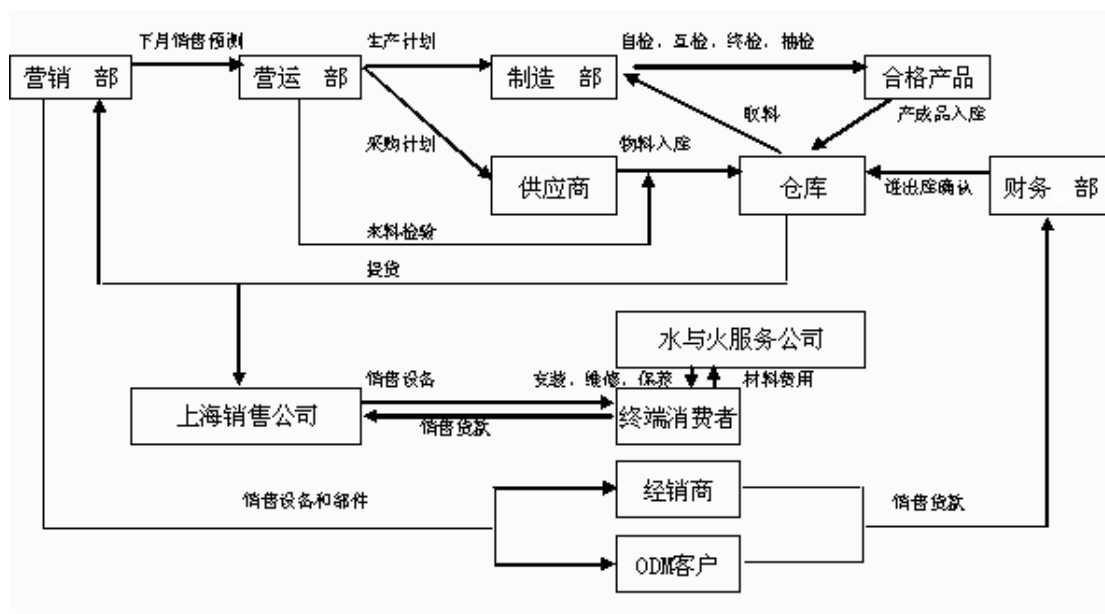 下月销售预测
生产计划
自检，互检，终检，抽检
营销 部
营运 部
制造 部
合格产品
取料
产成品入库
采购计划
物料入库
供应商
仓库
进出库确认
财务 部
来料检验
提货
水与火服务公司
销售设备
安装，维修，保养
材料费用
上海销售公司
终端消费者
销售货款
销售设备和部件
经销商
销售货款
ODM客户